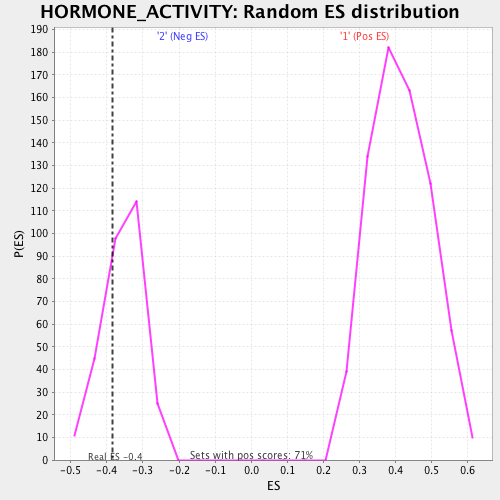 HORMONE_ACTIVITY: Random ES distribution
'2' (Neg ES)
'1' (Pos ES)
190
180
170
160
150
140
130
120
110
100
90
80
70
60
50
40
30
20
10
0
P(ES)
Real ES -0.4
Sets with pos scores: 71%
-0.5 -0.4 -0.3 -0.2 -0.1 0.0 0.1 0.2 0.3 0.4 0.5 0.6
ES